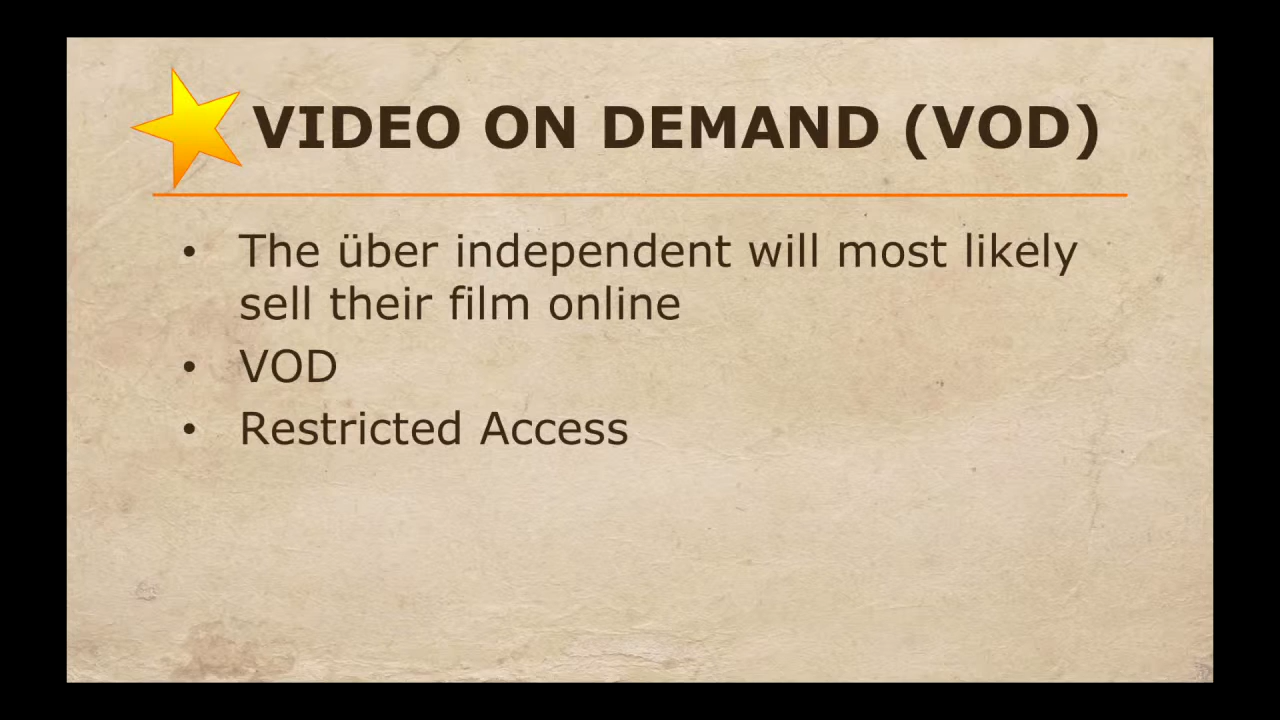 VIDEO ON DEMAND (VOD)
• The über independent will most likely
sell their film online
• VOD
• Restricted Access